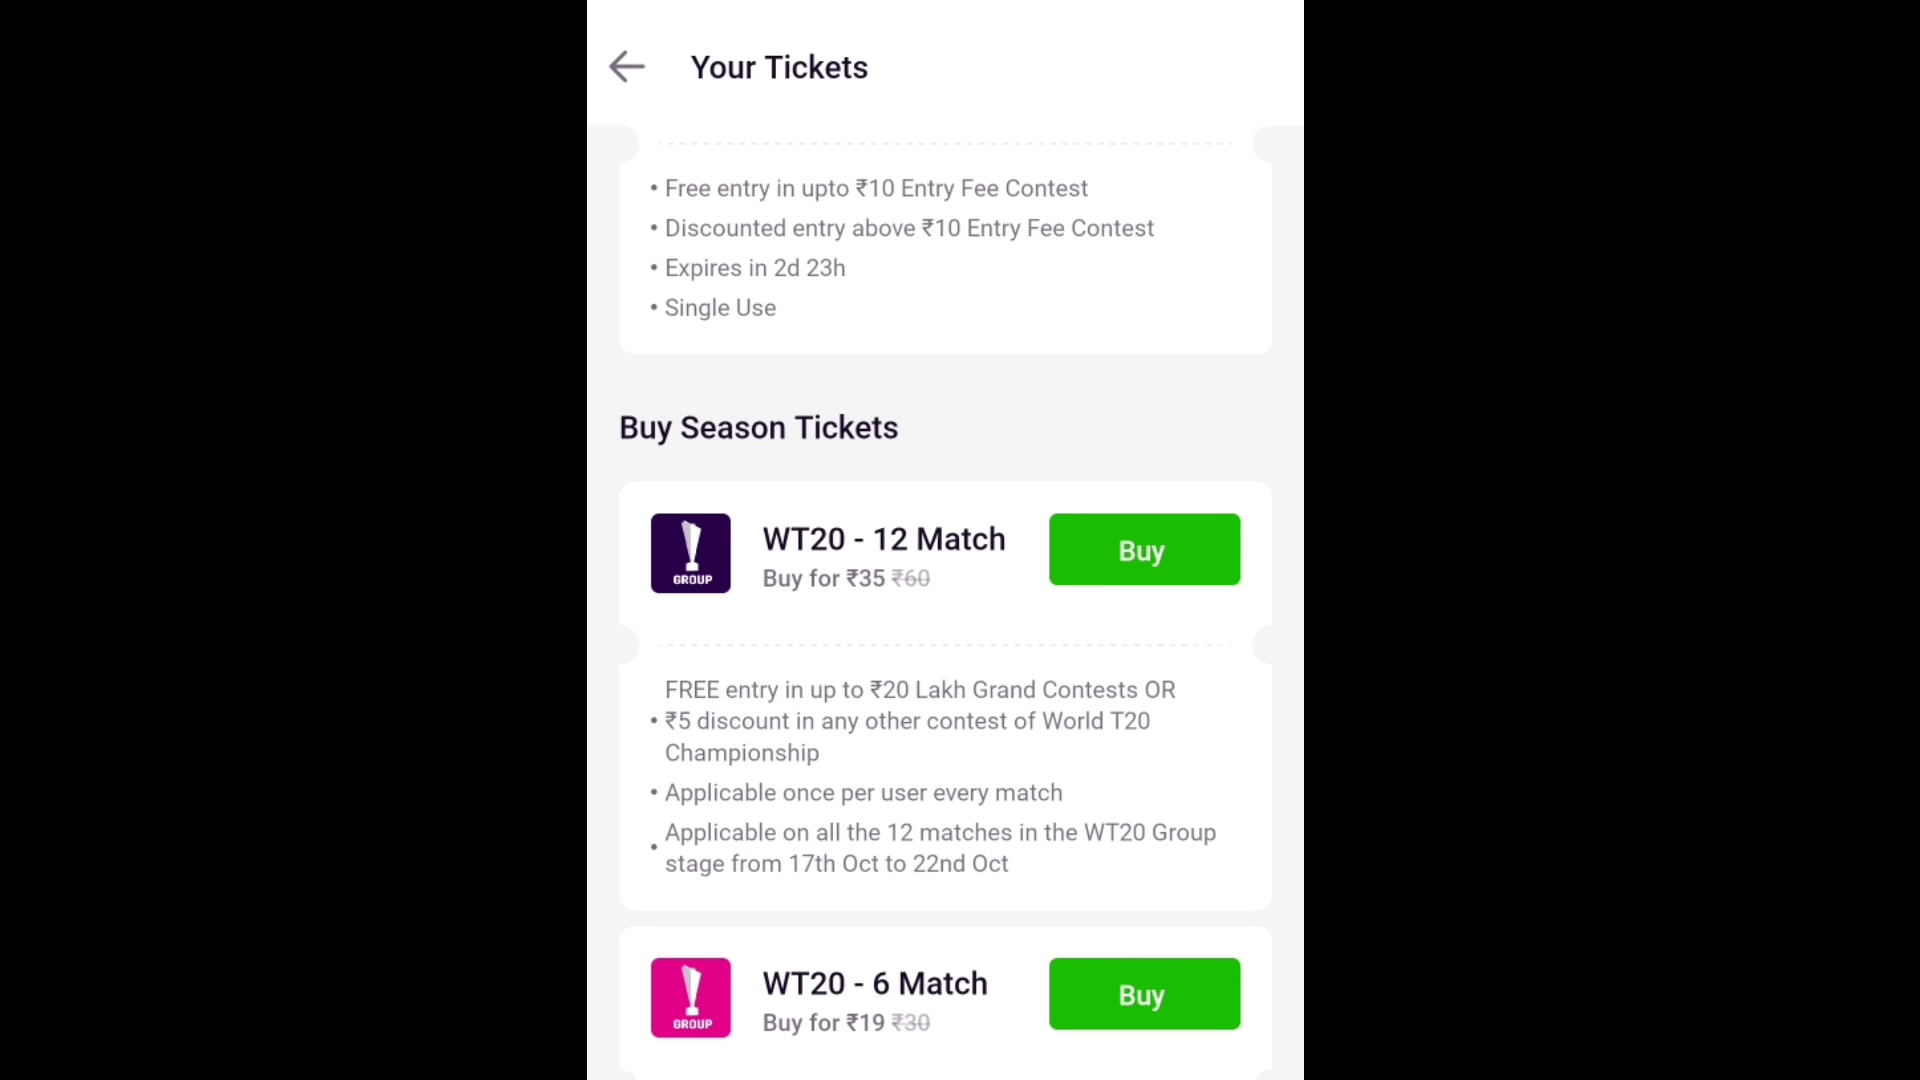 Your Tickets
• Free entry in upto ₹10 Entry Fee Contest
• Discounted entry above ₹10 Entry Fee Contest
• Expires in 2d 23h
• Single Use
Buy Season Tickets
GROUP
WT20 - 12 Match
Buy for ₹35 ₹60
Buy
FREE entry in up to ₹20 Lakh Grand Contests OR
• ₹5 discount in any other contest of World T20
Championship
• Applicable once per user every match
Applicable on all the 12 matches in the WT20 Group
• stage from 17th Oct to 22nd Oct
GROUP
WT20 - 6 Match
Buy for ₹19 ₹30
Buy